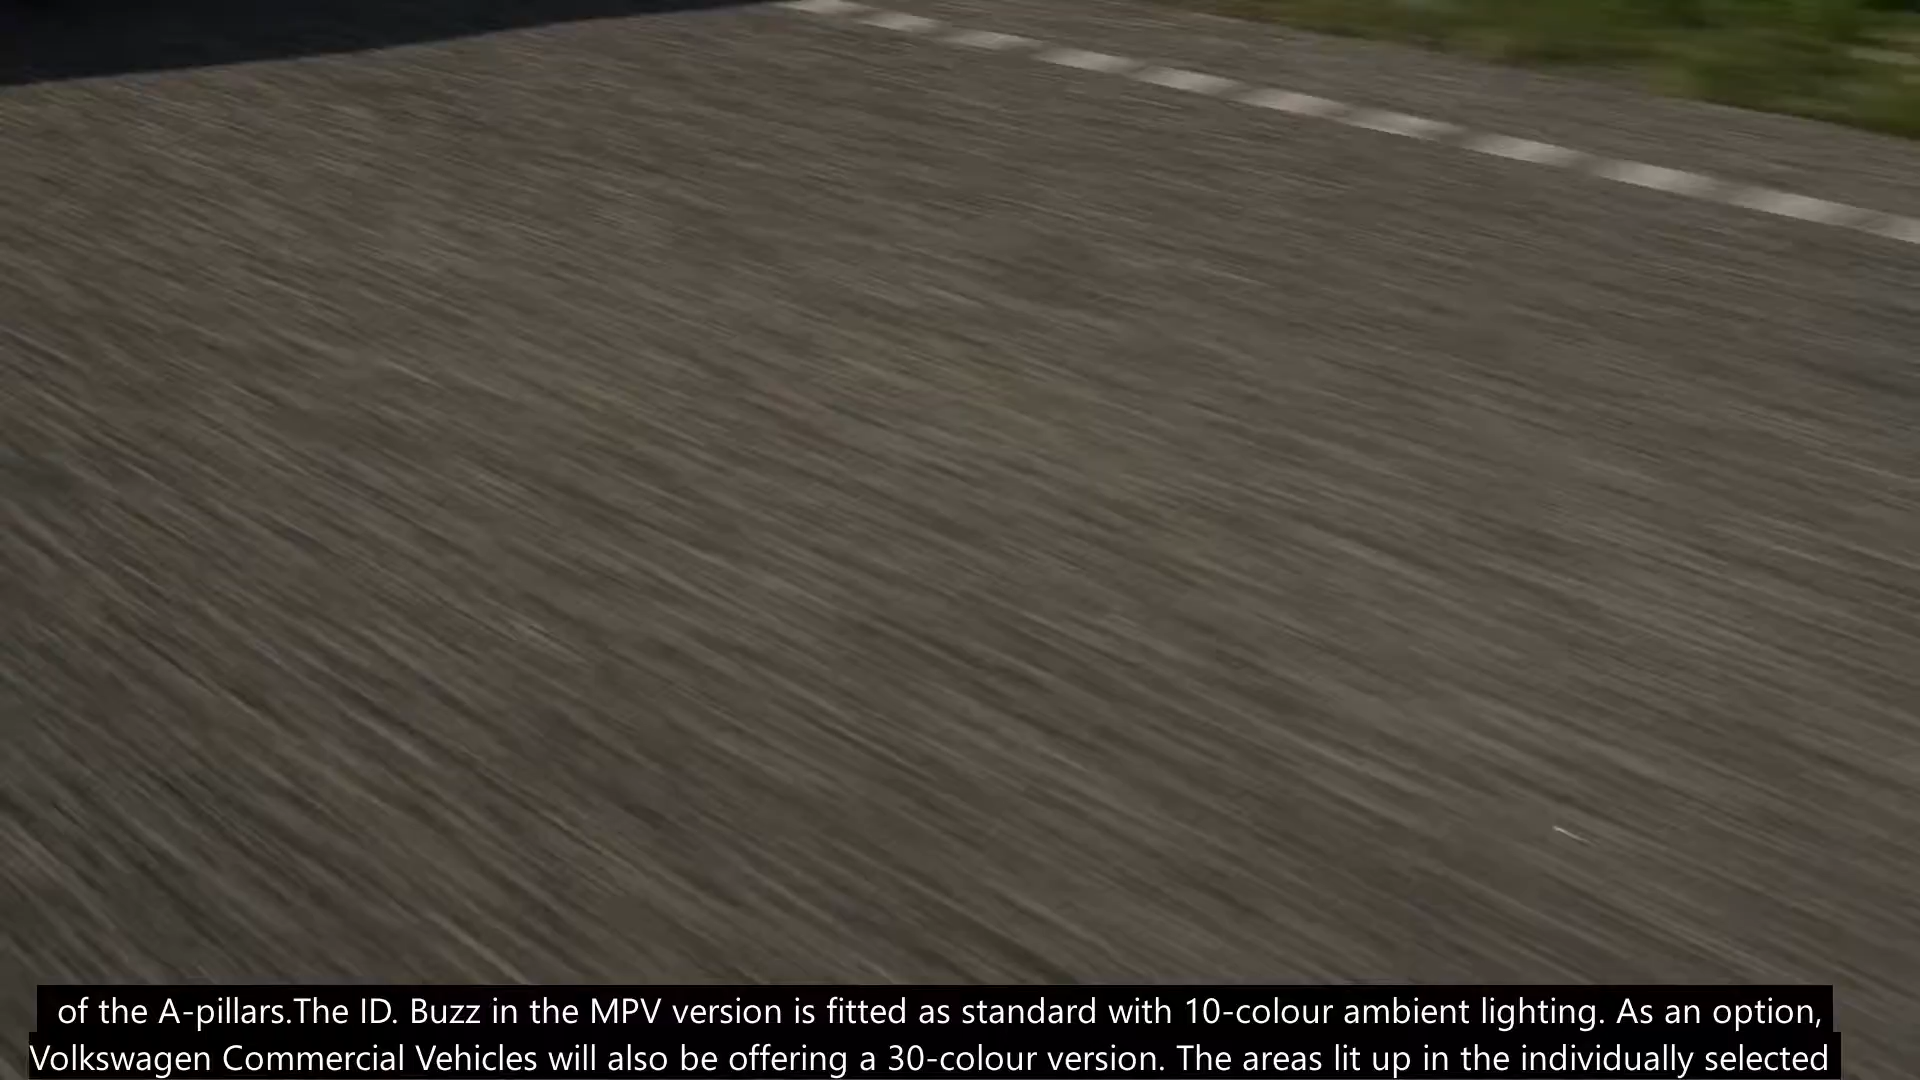 of the A-pillars.The ID. Buzz in the MPV version is fitted as standard with 10-colour ambient lighting. As an option,
Volkswagen Commercial Vehicles will also be offering a 30-colour version. The areas lit up in the individually selected